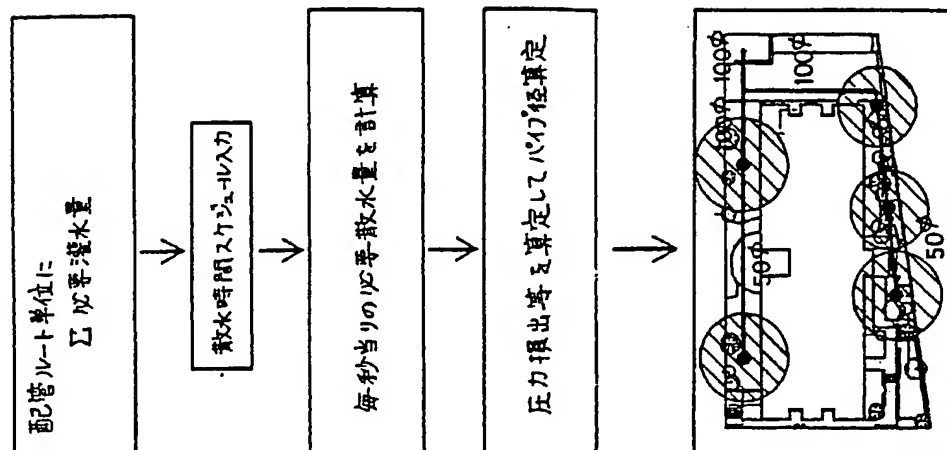 配管ルート単位に
Σ 必要灌水量
散水時間スケジュール入力
毎秒当りの必要散水量を計算
圧力損出等を算定してパイプ径算定
100φ
100φ
100φ
50φ
50φ